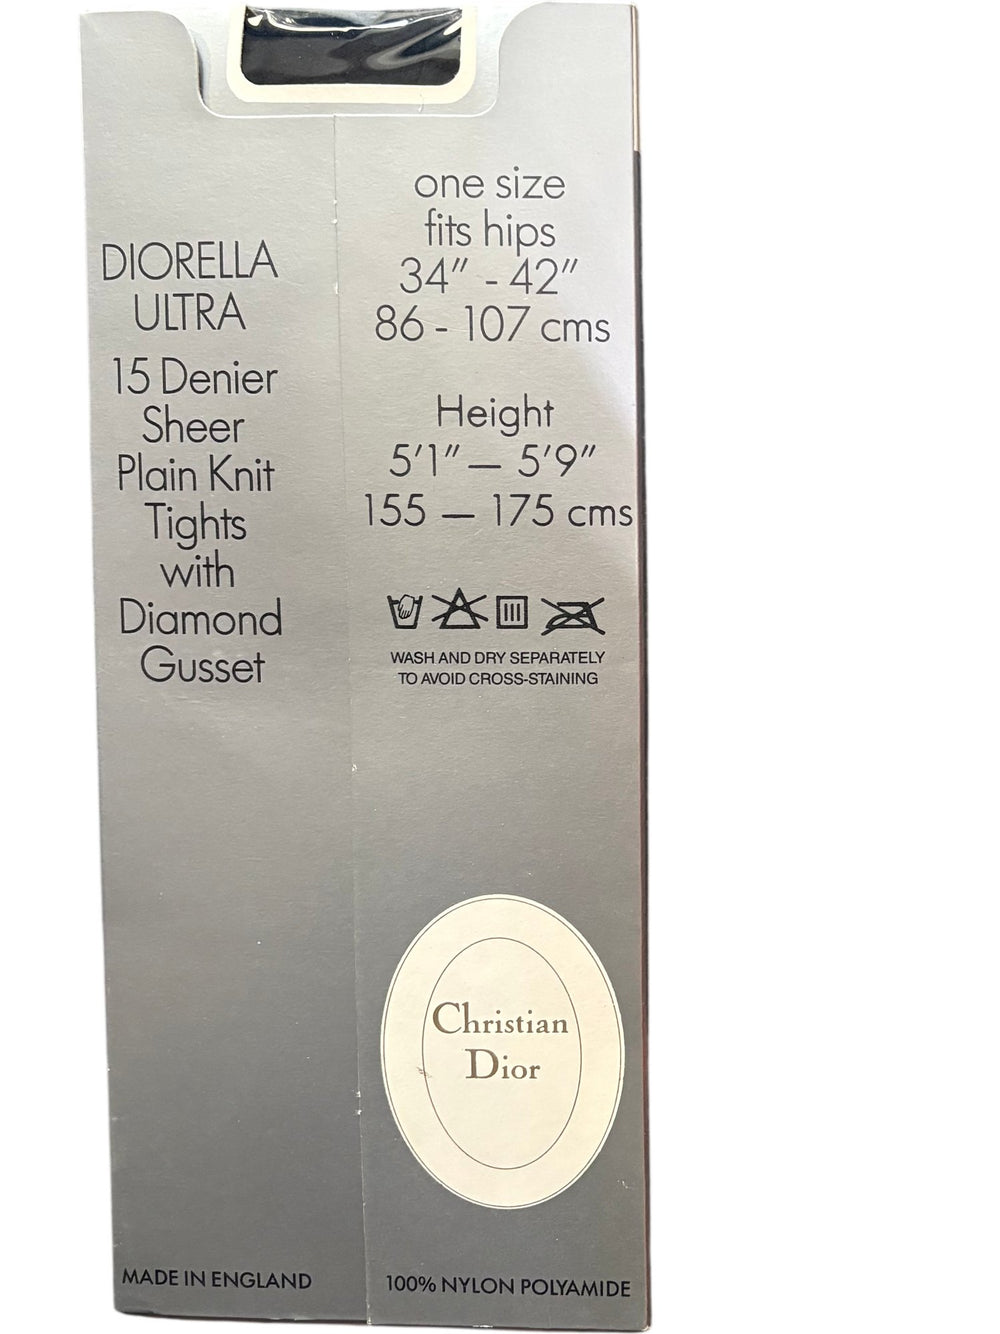 DIORELLA
ULTRA
15 Denier
Sheer
Plain Knit
Tights
with
Diamond
Gusset
MADE IN ENGLAND
one size
fits hips
34" - 42"
86 - 107 cms
Height
5'1" — 5'9"
155 — 175 cms
WASH AND DRY SEPARATELY
TO AVOID CROSS-STAINING
Christian
Dior
100% NYLON POLYAMIDE